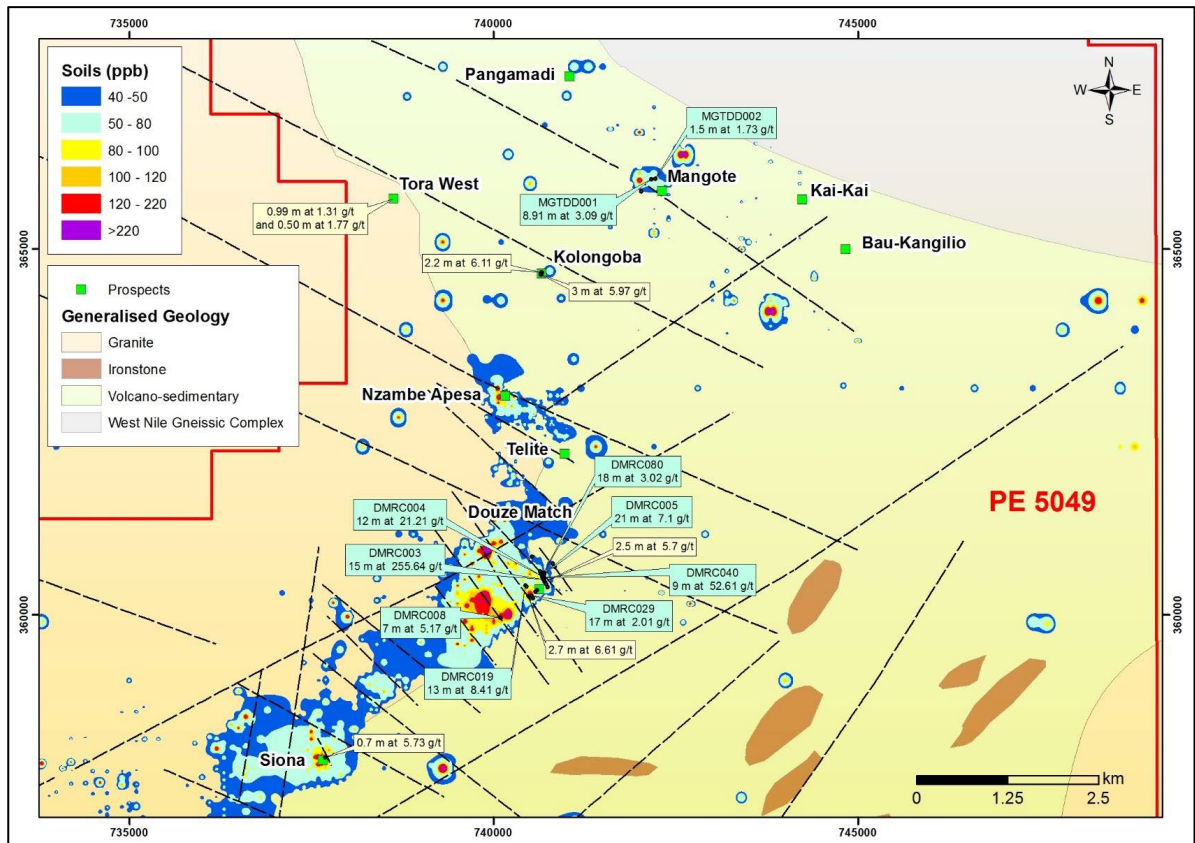 735000
740000
745000
Soils (ppb)
40 -50
50 - 80
80 - 100
100 - 120
120 - 220
>220
Prospects
Generalised Geology
Granite
Ironstone
Volcano-sedimentary
West Nile Gneissic Complex
N
W
E
S
Pangamadi
MGTDD002
1.5 m at 1.73 g/t
Mangote
Tora West
Kai-Kai
MGTDD001
8.91 m at 3.09 g/t
0.99 m at 1.31 g/t
and 0.50 m at 1.77 g/t
Bau-Kangilio
365000
365000
Kolongoba
2.2 m at 6.11 g/t
3 m at 5.97 g/t
Nzambe Apesa
Telite
DMRC080
18 m at 3.02 g/t
PE 5049
DMRC004
12 m at 21.21 g/t
Douze Match
DMRC005
21 m at 7.1 g/t
2.5 m at 5.7 g/t
DMRC003
15 m at 255.64 g/t
DMRC040
9 m at 52.61 g/t
360000
360000
DMRC008
7 m at 5.17 g/t
DMRC029
17 m at 2.01 g/t
2.7 m at 6.61 g/t
DMRC019
13 m at 8.41 g/t
0.7 m at 5.73 g/t
Siona
km
0
1.25
2.5
735000
740000
745000